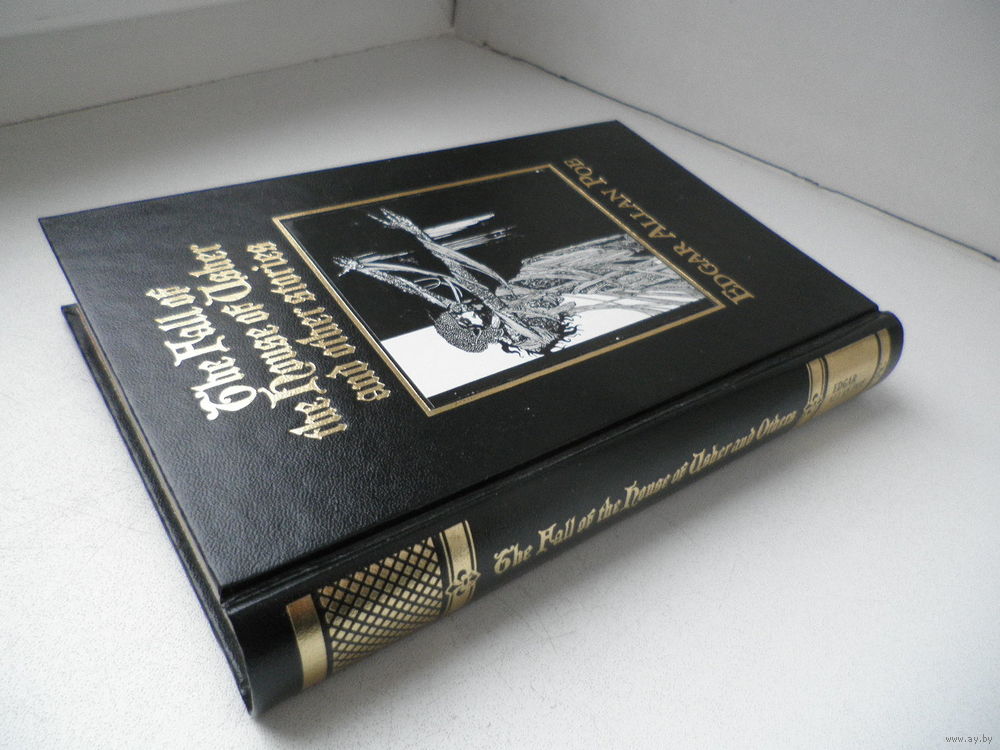 The Fall of
the House of Usher
and other stories
EDGAR ALLAN POE
The Fall of the House of Usher and Others
EDGAR
www.ay.by